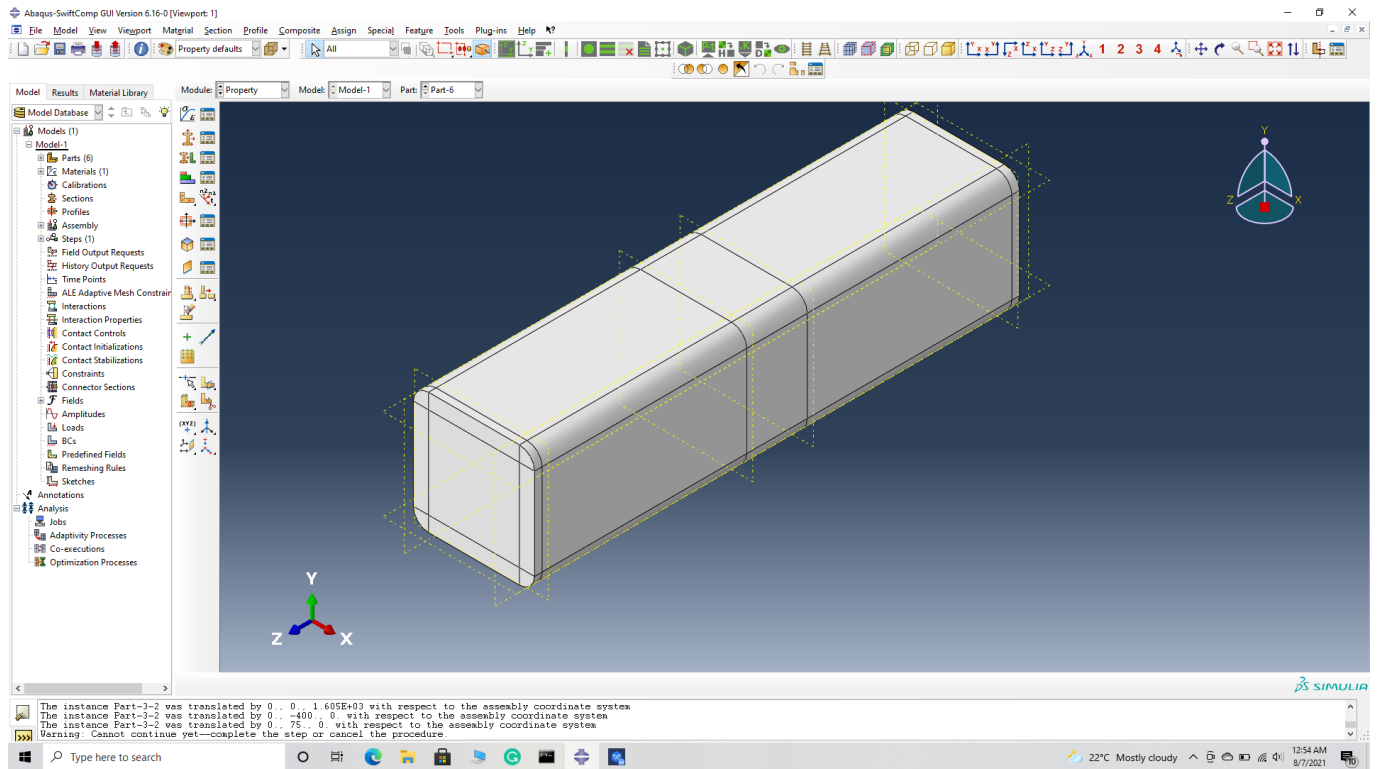 Abaqus-SwiftComp GUI Version 6.16-0 [Viewport: 1]
File Model View Viewport Material Section Profile Composite Assign Special Feature Tools Plug-ins Help
Property defaults All 1 2 3 4
Model Results Material Library Module: Property Model: Model-1 Part: Part-6
Model Database
Models (1)
Model-1
Parts (6)
Materials (1)
Calibrations
Sections
Profiles
Assembly
Steps (1)
Field Output Requests
History Output Requests
Time Points
ALE Adaptive Mesh Constrain
Interactions
Interaction Properties
Contact Controls
Contact Initializations
Contact Stabilizations
Constraints
Connector Sections
Fields
Amplitudes
Loads
BCs
Predefined Fields
Remeshing Rules
Sketches
Annotations
Analysis
Jobs
Adaptivity Processes
Co-executions
Optimization Processes
(XYZ)
Y
Z X
Y
Z X
SIMULIA
The instance Part-3-2 was translated by 0., 0., 1.605E+03 with respect to the assembly coordinate system
The instance Part-3-2 was translated by 0., -400., 0. with respect to the assembly coordinate system
The instance Part-3-2 was translated by 0., 75., 0. with respect to the assembly coordinate system
Warning: Cannot continue yet--complete the step or cancel the procedure.
>>>
Type here to search
22°C Mostly cloudy
12:54 AM
8/7/2021
10